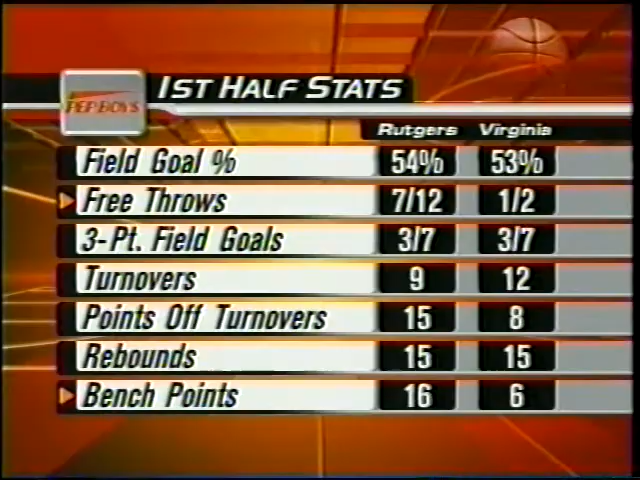 1ST HALF STATS
PEP BOYS
Rutgers Virginia
Field Goal % 54% 53%
Free Throws 7/12 1/2
3-Pt. Field Goals 3/7 3/7
Turnovers 9 12
Points Off Turnovers 15 8
Rebounds 15 15
Bench Points 16 6